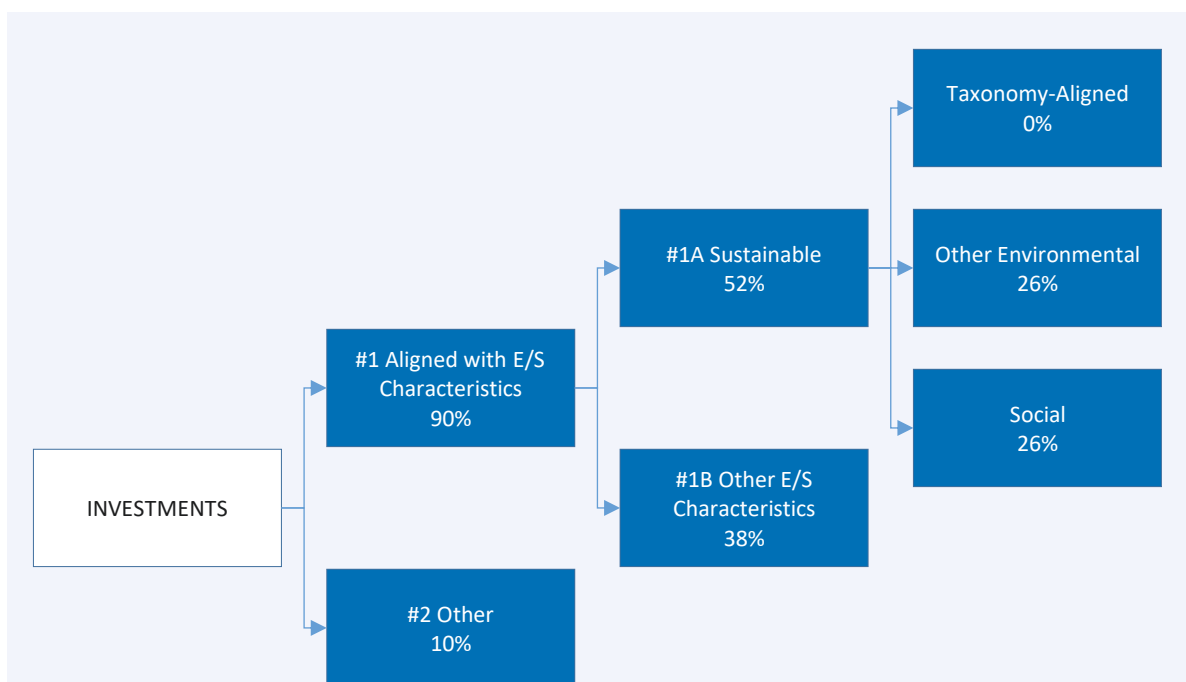 INVESTMENTS
#1 Aligned with E/S
Characteristics
90%
#2 Other
10%
#1A Sustainable
52%
#1B Other E/S
Characteristics
38%
Taxonomy-Aligned
0%
Other Environmental
26%
Social
26%